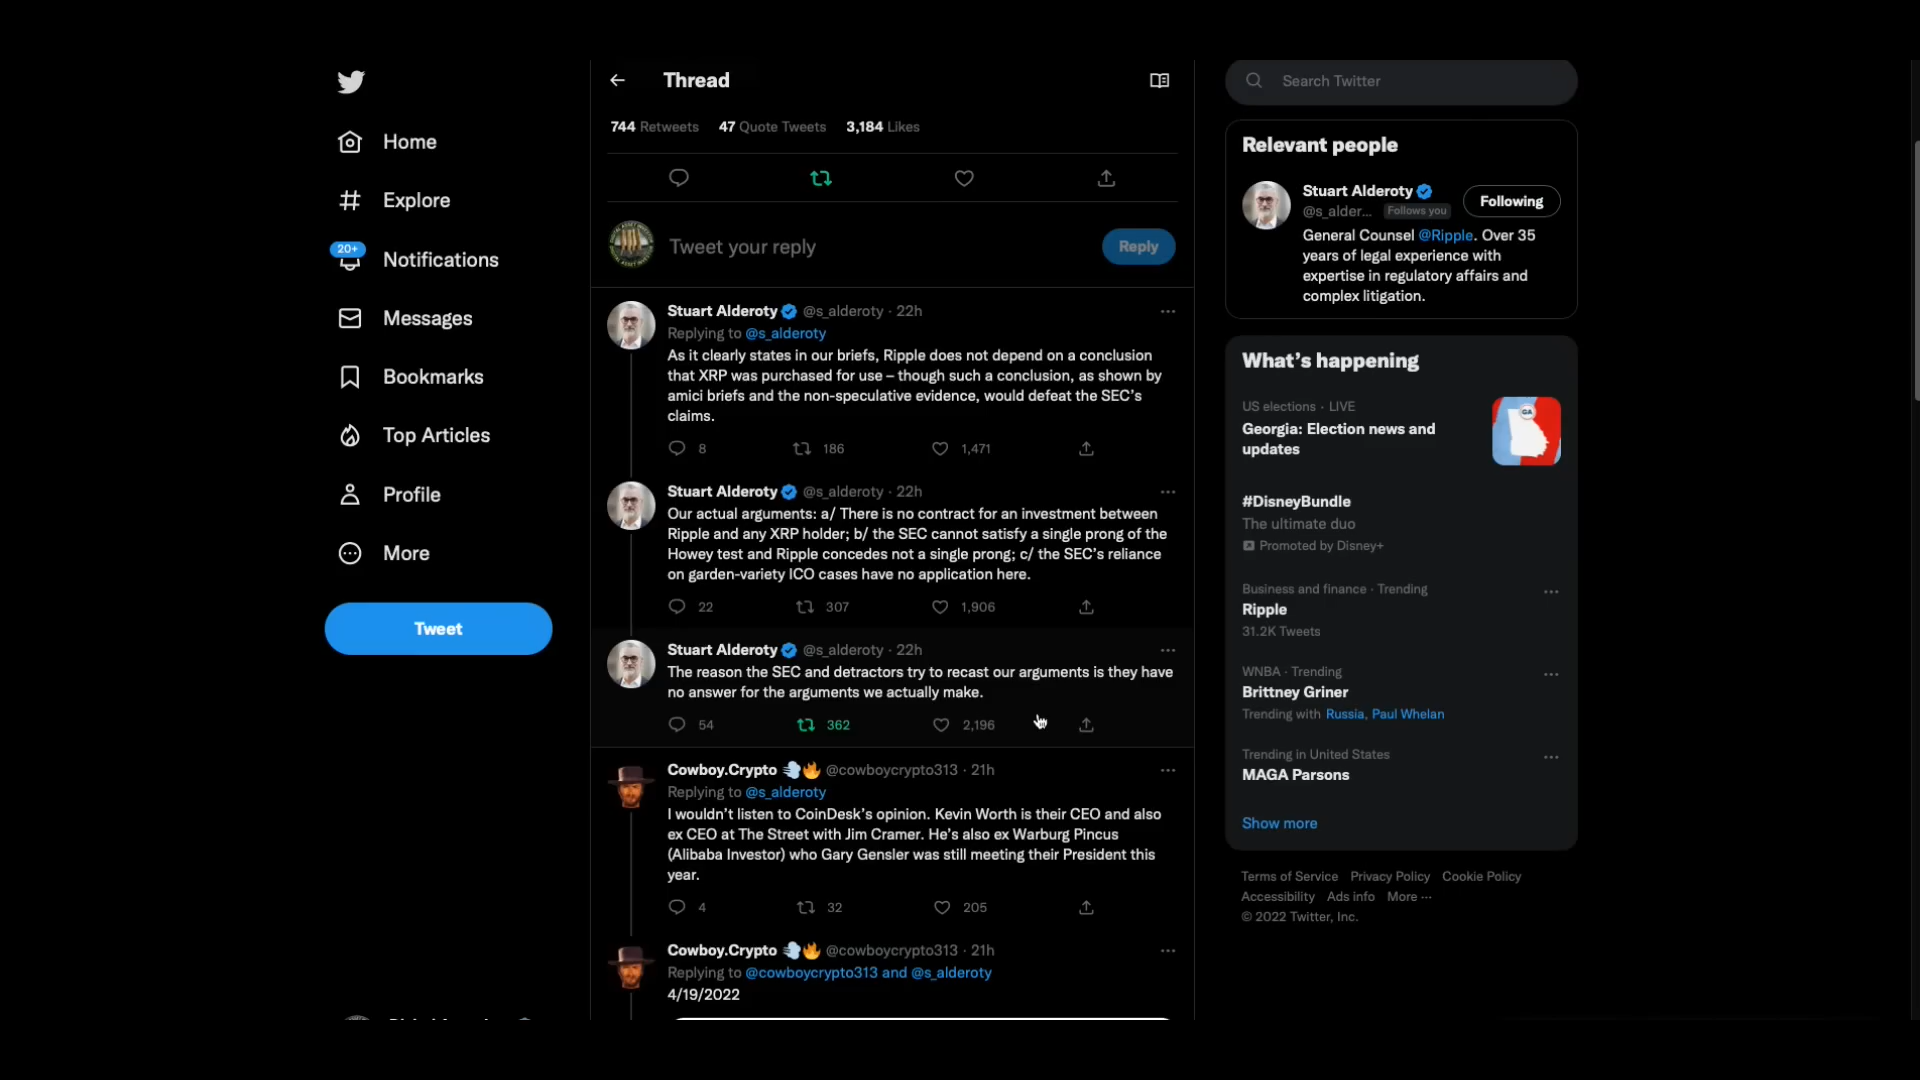 Home
Explore
20+
Notifications
Messages
Bookmarks
Top Articles
Profile
More
Tweet
Thread
744 Retweets 47 Quote Tweets 3,184 Likes
Tweet your reply
Reply
Stuart Alderoty @s_alderoty · 22h
Replying to @s_alderoty
As it clearly states in our briefs, Ripple does not depend on a conclusion
that XRP was purchased for use – though such a conclusion, as shown by
amici briefs and the non-speculative evidence, would defeat the SEC's
claims.
8 186 1,471
Stuart Alderoty @s_alderoty · 22h
Our actual arguments: a/ There is no contract for an investment between
Ripple and any XRP holder; b/ the SEC cannot satisfy a single prong of the
Howey test and Ripple concedes not a single prong; c/ the SEC's reliance
on garden-variety ICO cases have no application here.
22 307 1,906
Stuart Alderoty @s_alderoty · 22h
The reason the SEC and detractors try to recast our arguments is they have
no answer for the arguments we actually make.
54 362 2,196
Cowboy.Crypto @cowboycrypto313 · 21h
Replying to @s_alderoty
I wouldn't listen to CoinDesk's opinion. Kevin Worth is their CEO and also
ex CEO at The Street with Jim Cramer. He's also ex Warburg Pincus
(Alibaba Investor) who Gary Gensler was still meeting their President this
year.
4 32 205
Cowboy.Crypto @cowboycrypto313 · 21h
Replying to @cowboycrypto313 and @s_alderoty
4/19/2022
Search Twitter
Relevant people
Stuart Alderoty
@s_alder... Follows you
Following
General Counsel @Ripple. Over 35
years of legal experience with
expertise in regulatory affairs and
complex litigation.
What's happening
US elections · LIVE
Georgia: Election news and
updates
GA
#DisneyBundle
The ultimate duo
Promoted by Disney+
Business and finance · Trending
Ripple
31.2K Tweets
WNBA · Trending
Brittney Griner
Trending with Russia, Paul Whelan
Trending in United States
MAGA Parsons
Show more
Terms of Service Privacy Policy Cookie Policy
Accessibility Ads info More ···
© 2022 Twitter, Inc.